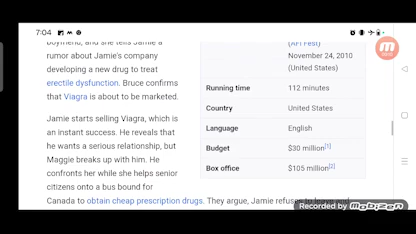 7:04
boyfriend, and she tells Jamie a
rumor about Jamie's company
developing a new drug to treat
erectile dysfunction. Bruce confirms
that Viagra is about to be marketed.
Jamie starts selling Viagra, which is
an instant success. He reveals that
he wants a serious relationship, but
Maggie breaks up with him. He
confronts her while she helps senior
citizens onto a bus bound for
Canada to obtain cheap prescription drugs. They argue, Jamie refuses to leave and
(AFI Fest)
November 24, 2010
(United States)
Running time 112 minutes
Country United States
Language English
Budget $30 million[1]
Box office $105 million[2]
Recorded by mobizen